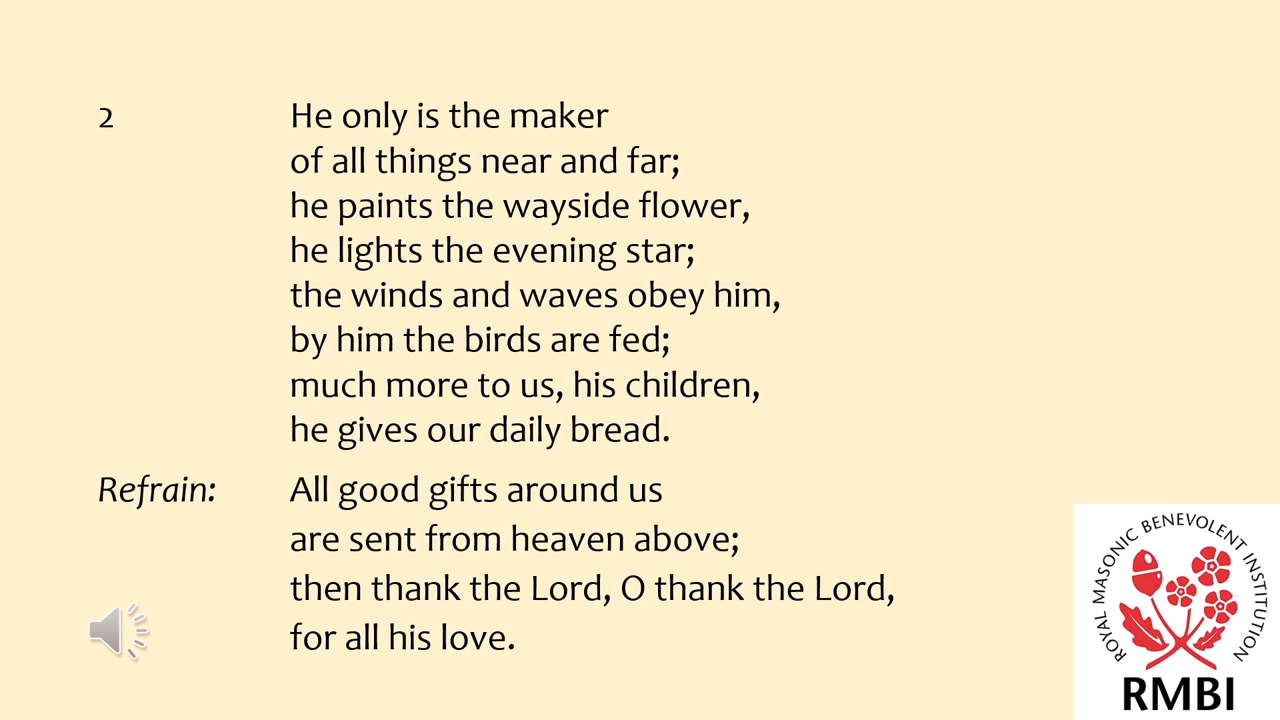 2 He only is the maker
of all things near and far;
he paints the wayside flower,
he lights the evening star;
the winds and waves obey him,
by him the birds are fed;
much more to us, his children,
he gives our daily bread.
Refrain: All good gifts around us
are sent from heaven above;
then thank the Lord, O thank the Lord,
for all his love.
ROYAL MASONIC BENEVOLENT INSTITUTION
RMBI